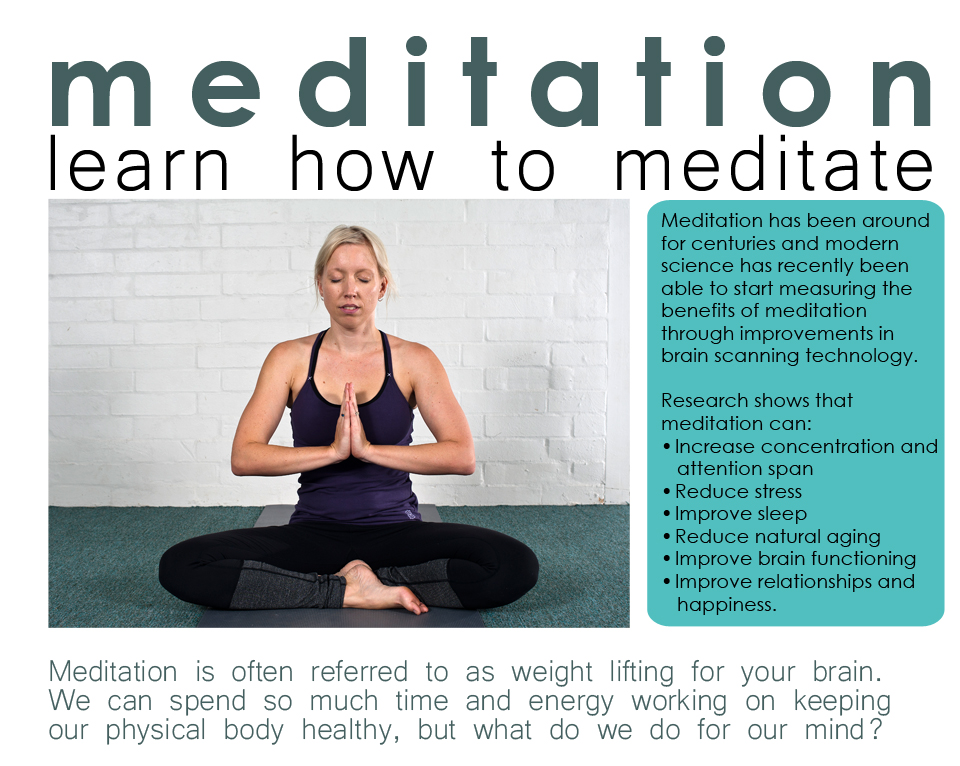 meditation
learn how to meditate
Meditation has been around
for centuries and modern
science has recently been
able to start measuring the
benefits of meditation
through improvements in
brain scanning technology.
Research shows that
meditation can:
• Increase concentration and
attention span
• Reduce stress
• Improve sleep
• Reduce natural aging
• Improve brain functioning
• Improve relationships and
happiness.
Meditation is often referred to as weight lifting for your brain.
We can spend so much time and energy working on keeping
our physical body healthy, but what do we do for our mind?